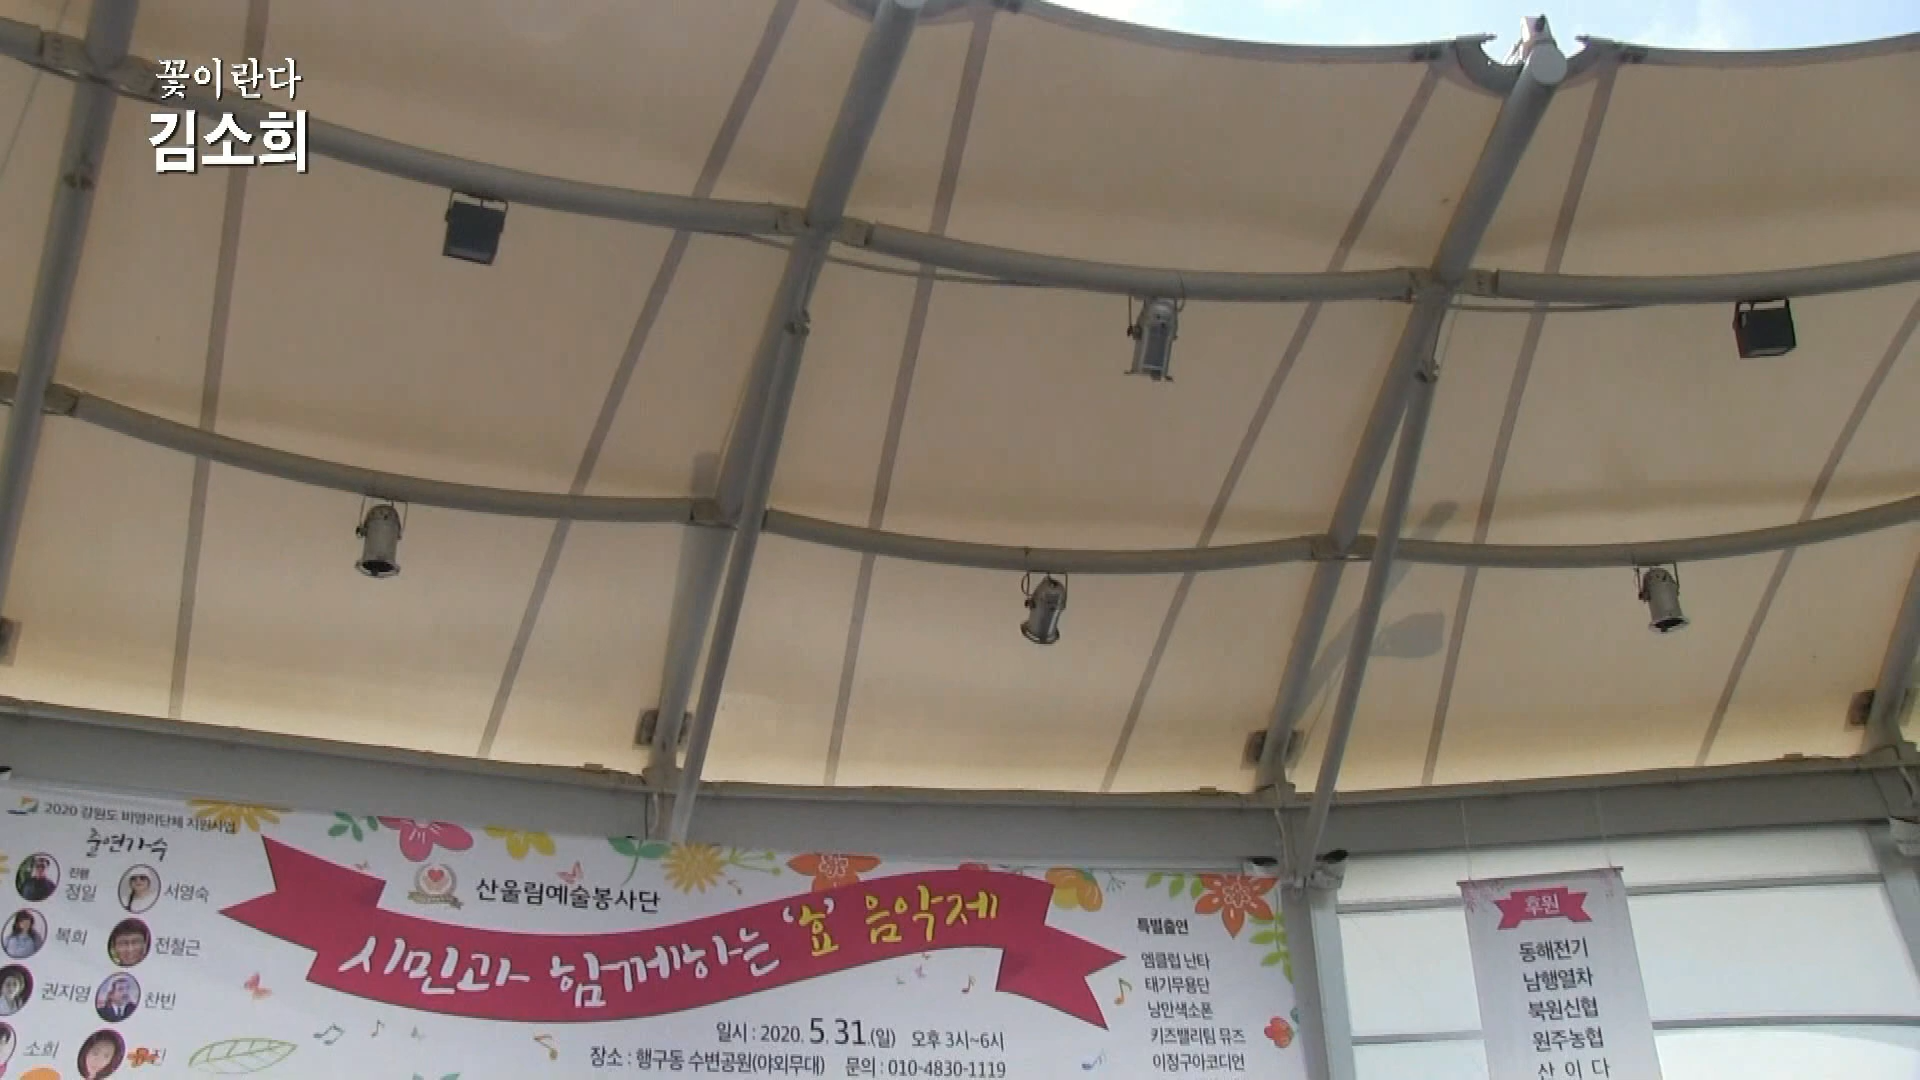 꽃이란다
김소희
2020 강원도 비영리단체 지원사업
출연가수
진행
정일
서영숙
복희
전철근
권지영
찬빈
소희
유진
산울림예술봉사단
시민과 함께하는 '효' 음악제
일시 : 2020. 5.31.(일) 오후 3시~6시
장소 : 행구동 수변공원(야외무대) 문의 : 010-4830-1119
특별출연
엠클럽 난타
태기무용단
낭만색소폰
키즈밸리팀 뮤즈
이정구아코디언
후원
동해전기
남행열차
북원신협
원주농협
산이다